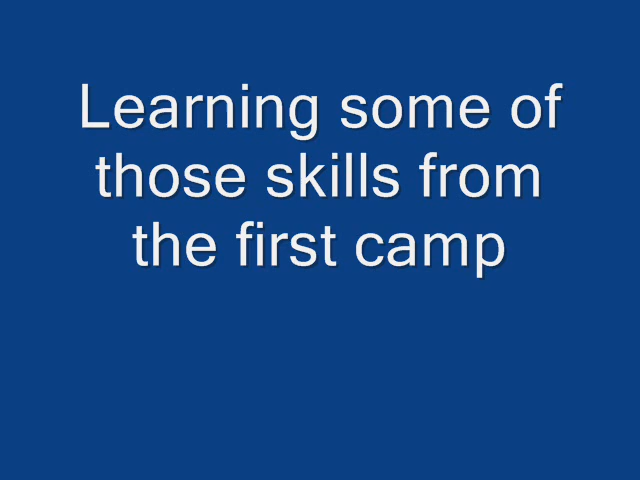 Learning some of
those skills from
the first camp